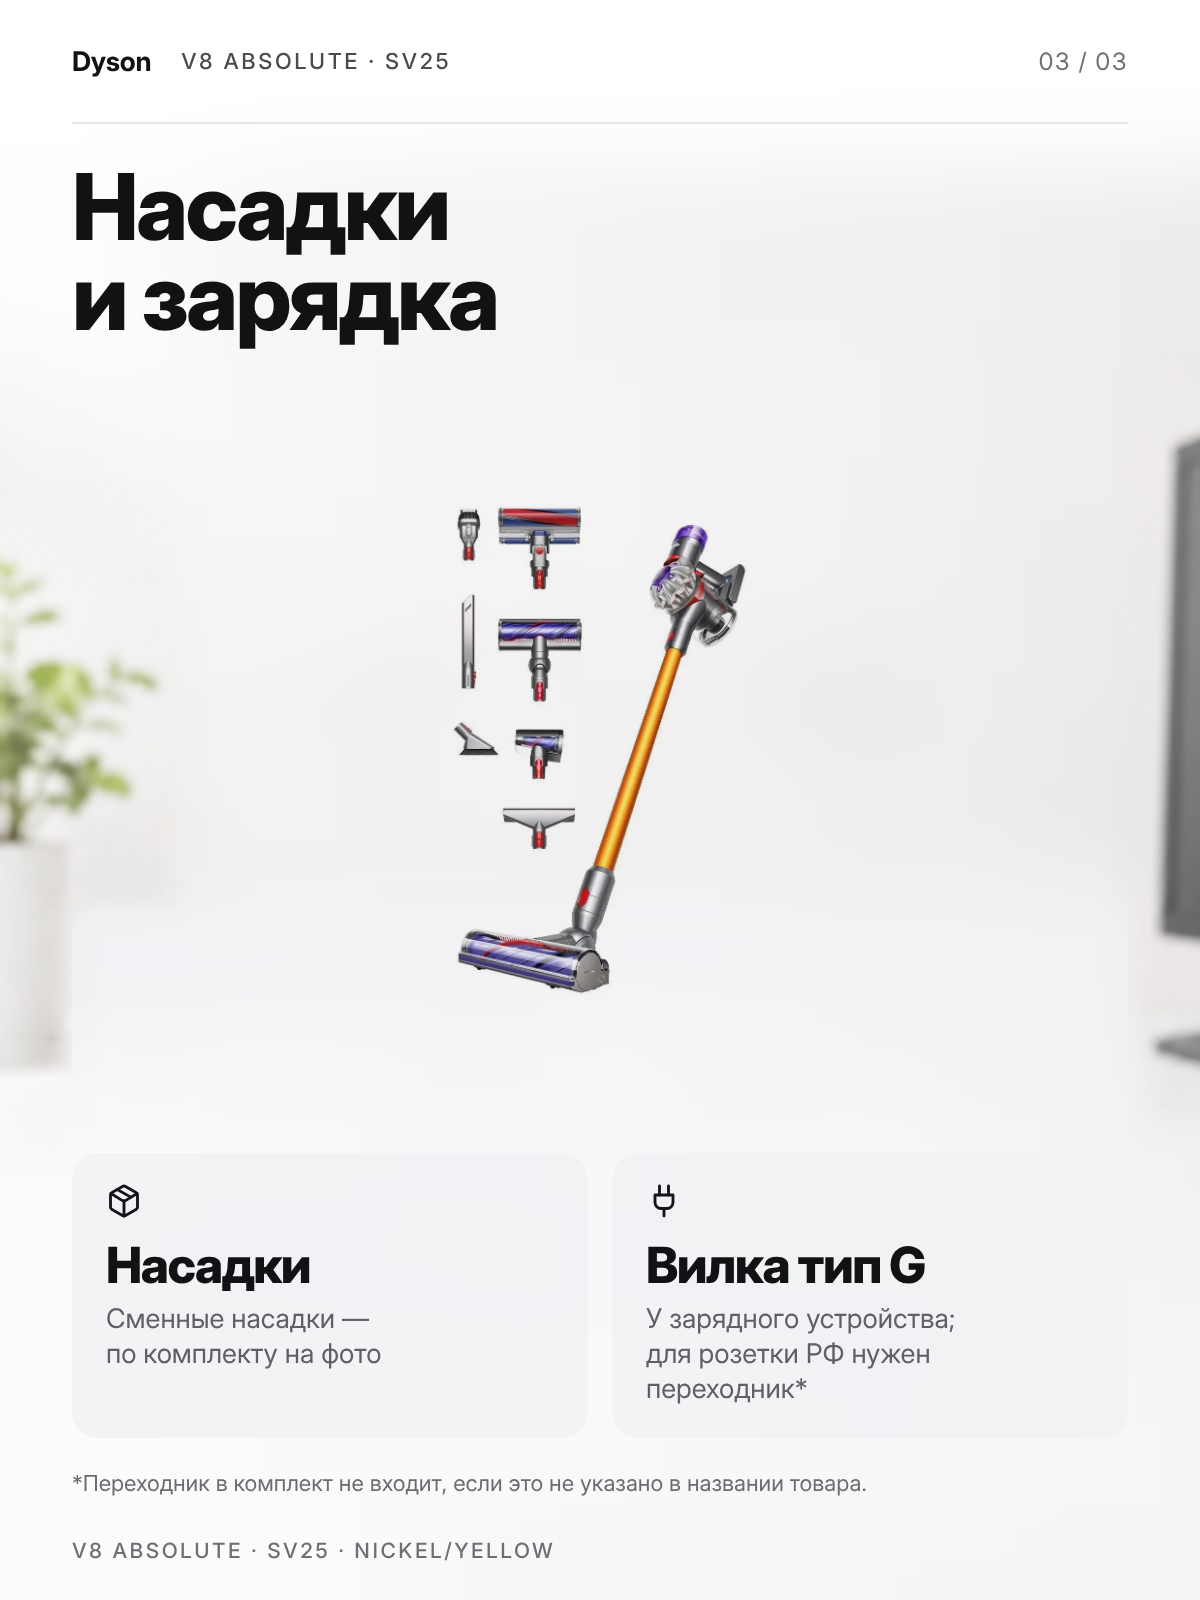 Dyson V8 ABSOLUTE · SV25 03 / 03
Насадки
и зарядка
Насадки
Сменные насадки —
по комплекту на фото
Вилка тип G
У зарядного устройства;
для розетки РФ нужен
переходник*
*Переходник в комплект не входит, если это не указано в названии товара.
V8 ABSOLUTE · SV25 · NICKEL/YELLOW